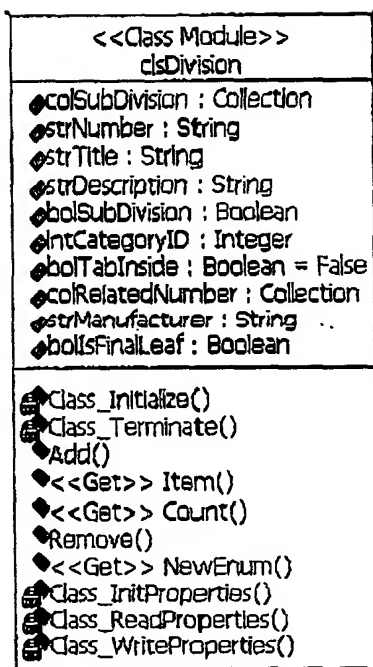 <<Class Module>>
clsDivision
colSubDivision : Collection
strNumber : String
strTitle : String
strDescription : String
bolSubDivision : Boolean
intCategoryID : Integer
bolTabInside : Boolean = False
colRelatedNumber : Collection
strManufacturer : String
bolIsFinalLeaf : Boolean
Class_Initialize()
Class_Terminate()
Add()
<<Get>> Item()
<<Get>> Count()
Remove()
<<Get>> NewEnum()
Class_InitProperties()
Class_ReadProperties()
Class_WriteProperties()